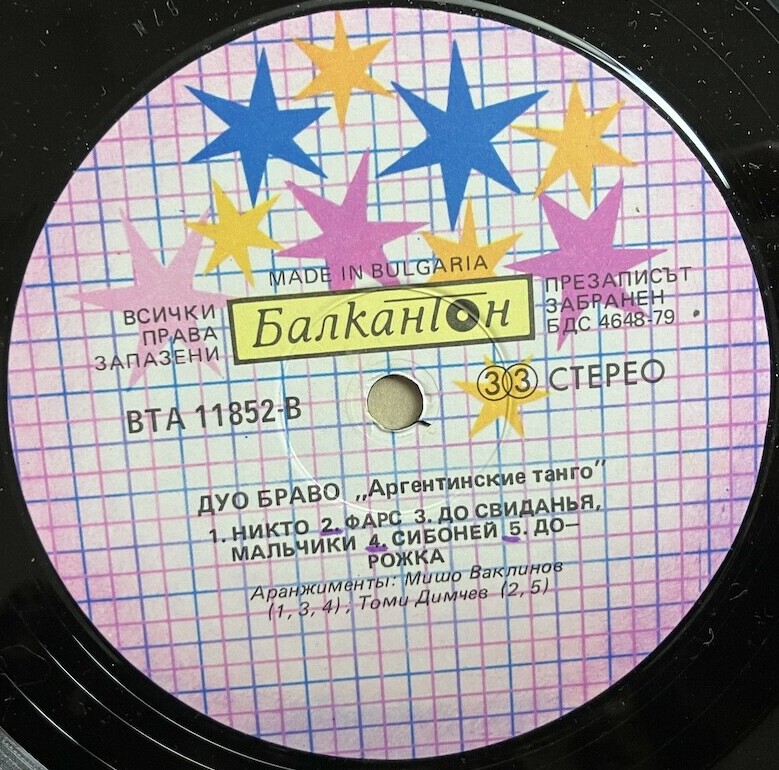 MADE IN BULGARIA
ВСИЧКИ
ПРАВА
ЗАПАЗЕНИ
Балкантон
ПРЕЗАПИСЪТ
ЗАБРАНЕН
БДС 4648-79
33 СТЕРЕО
ВТА 11852-В
ДУО БРАВО „Аргентинские танго”
1. НИКТО 2. ФАРС 3. ДО СВИДАНЬЯ,
МАЛЬЧИКИ 4. СИБОНЕЙ 5. ДО–
РОЖКА
Аранжименты: Мишо Ваклинов
(1, 3, 4) ; Томи Димчев (2, 5)